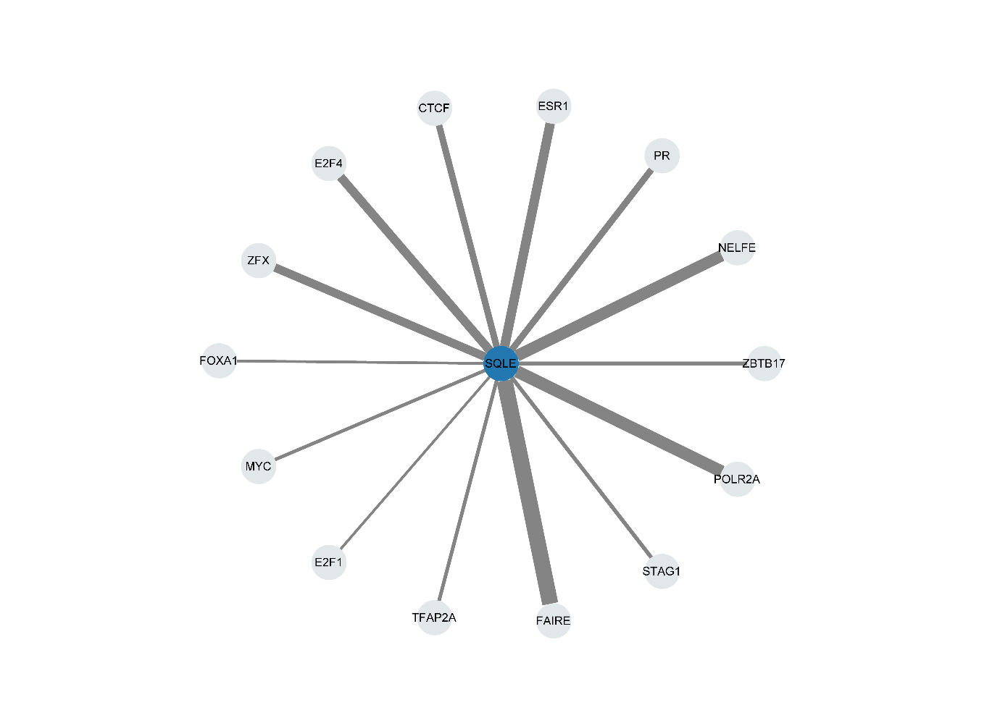 ESR1
CTCF
PR
E2F4
NELFE
ZFX
FOXA1
SQLE
ZBTB17
MYC
POLR2A
E2F1
STAG1
TFAP2A
FAIRE